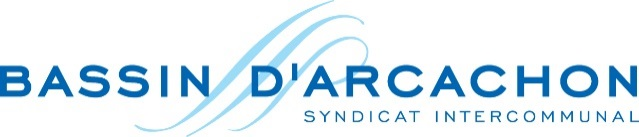 BASSIN D'ARCACHON
SYNDICAT INTERCOMMUNAL